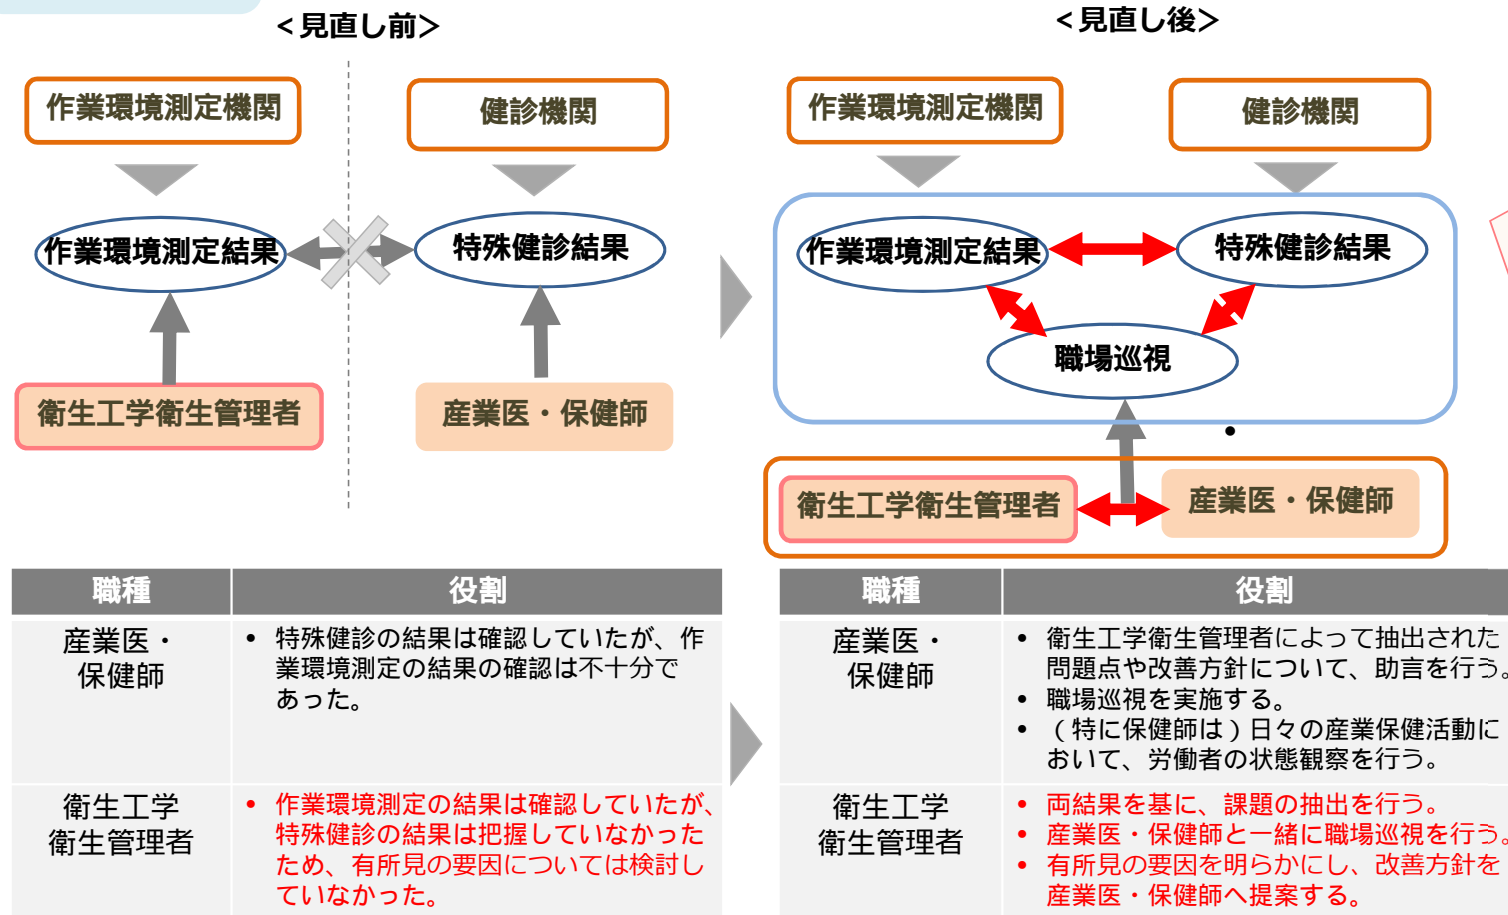 <見直し前>
<見直し後>
作業環境測定機関
健診機関
作業環境測定結果
特殊健診結果
衛生工学衛生管理者
産業医・保健師
作業環境測定機関
健診機関
作業環境測定結果
特殊健診結果
職場巡視
•
衛生工学衛生管理者
産業医・保健師
職種
役割
産業医・
保健師
• 特殊健診の結果は確認していたが、作
業環境測定の結果の確認は不十分で
あった。
衛生工学
衛生管理者
• 作業環境測定の結果は確認していたが、
特殊健診の結果は把握していなかった
ため、有所見の要因については検討し
ていなかった。
職種
役割
産業医・
保健師
• 衛生工学衛生管理者によって抽出された
問題点や改善方針について、助言を行う。
• 職場巡視を実施する。
• （特に保健師は）日々の産業保健活動に
おいて、労働者の状態観察を行う。
衛生工学
衛生管理者
• 両結果を基に、課題の抽出を行う。
• 産業医・保健師と一緒に職場巡視を行う。
• 有所見の要因を明らかにし、改善方針を
産業医・保健師へ提案する。